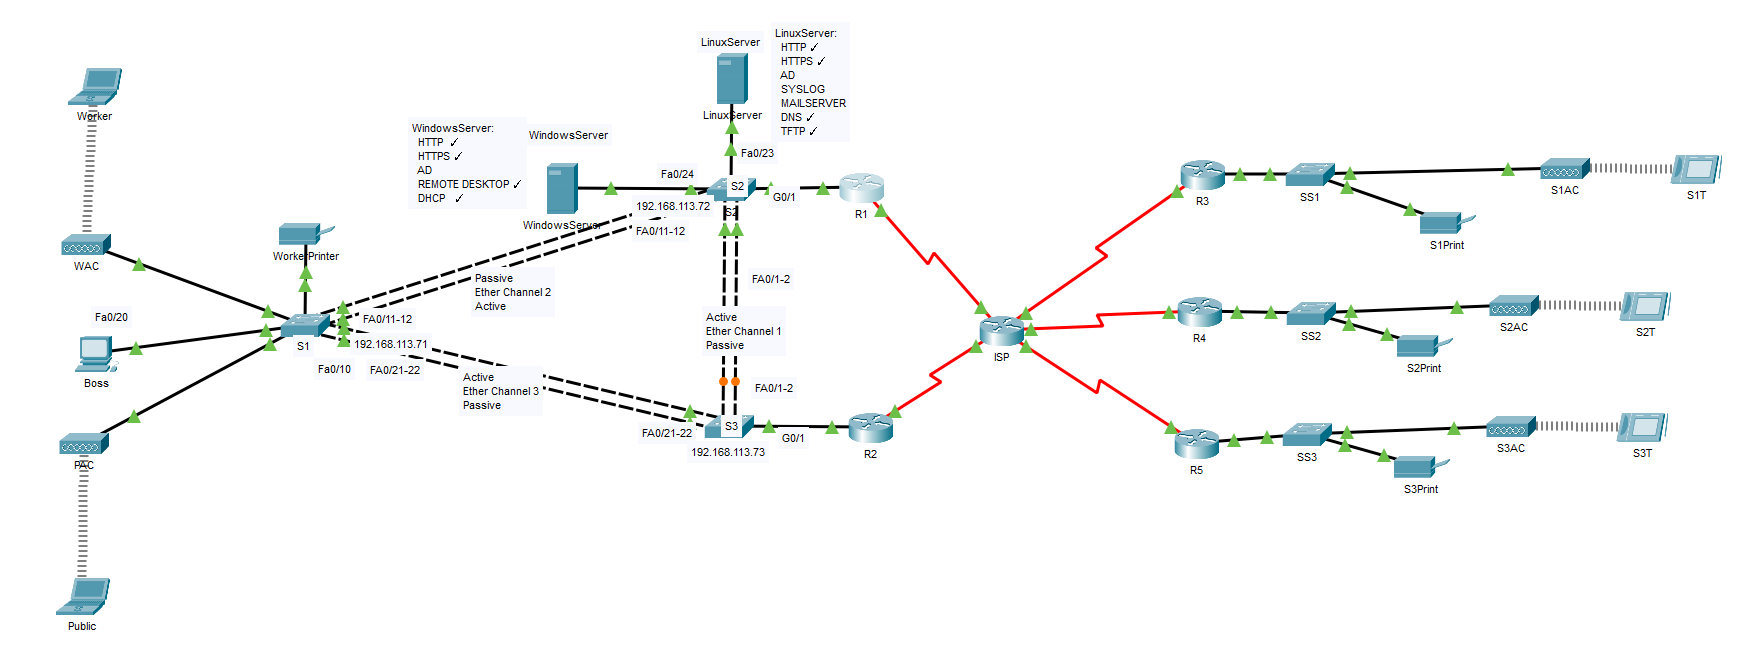 LinuxServer:
HTTP ✓
HTTPS ✓
AD
SYSLOG
MAILSERVER
DNS ✓
TFTP ✓
LinuxServer
LinuxServer
Fa0/23
Worker
WindowsServer:
HTTP ✓
HTTPS ✓
AD
REMOTE DESKTOP ✓
DHCP ✓
WindowsServer
WindowsServer
Fa0/24
S2
S2
192.168.113.72
FA0/11-12
G0/1
R1
R3
SS1
S1AC
S1T
S1Print
WAC
WorkerPrinter
Passive
Ether Channel 2
Active
FA0/1-2
Fa0/20
Boss
S1
FA0/11-12
192.168.113.71
Fa0/10
FA0/21-22
Active
Ether Channel 1
Passive
ISP
R4
SS2
S2AC
S2T
S2Print
Active
Ether Channel 3
Passive
FA0/1-2
FA0/21-22
S3
192.168.113.73
G0/1
R2
R5
SS3
S3AC
S3T
S3Print
PAC
Public